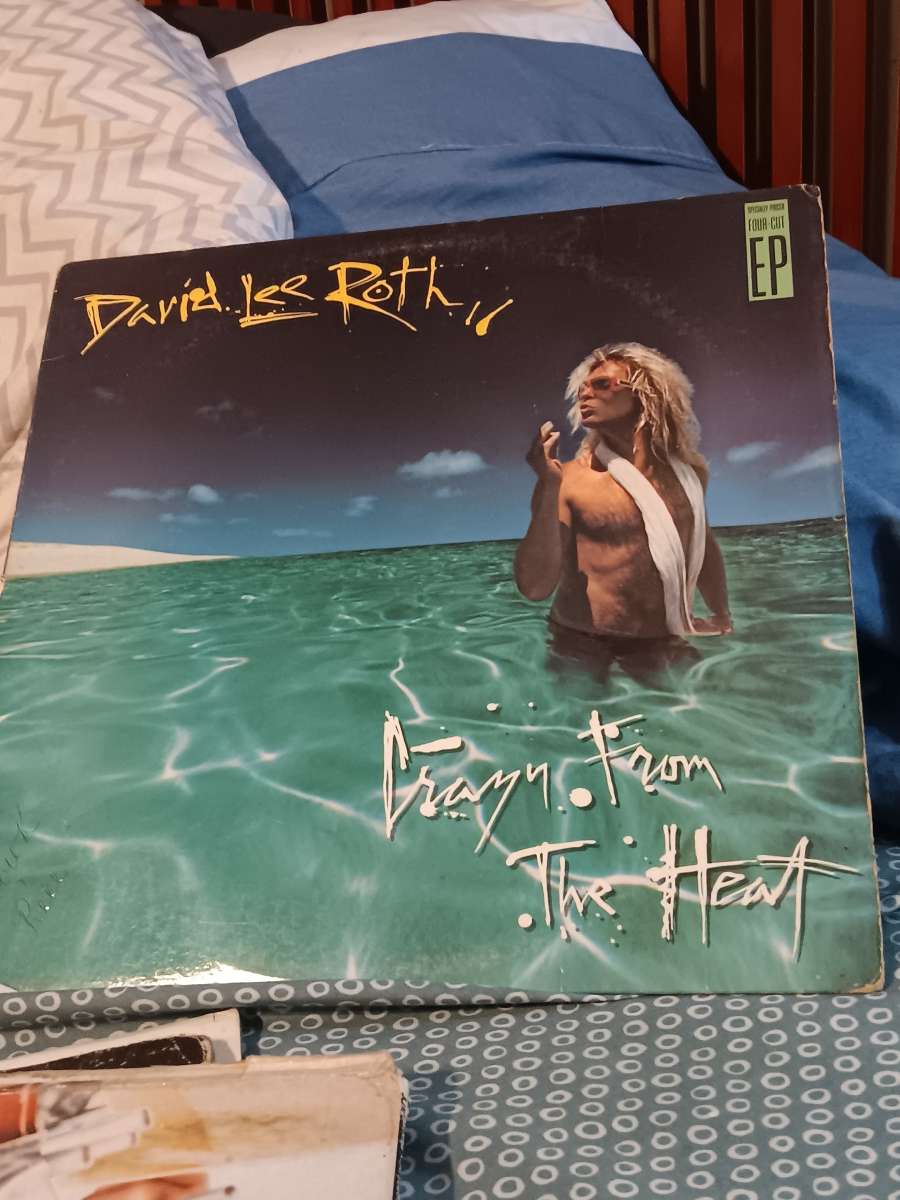 David Lee Roth
SPECIALLY PRICED
FOUR-CUT
EP
Crazy From
The Heat